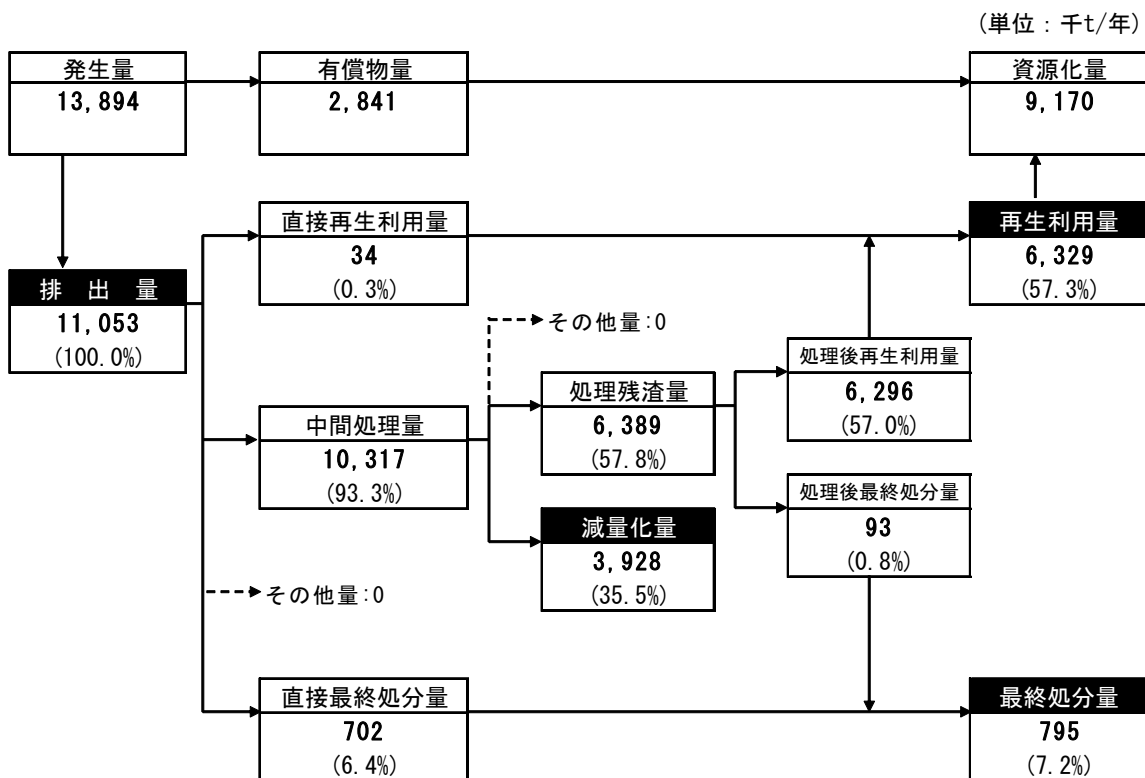 (単位：千t/年)
発生量
13,894
有償物量
2,841
資源化量
9,170
直接再生利用量
34
(0.3%)
再生利用量
6,329
(57.3%)
排 出 量
11,053
(100.0%)
その他量:0
処理後再生利用量
6,296
(57.0%)
処理残渣量
6,389
(57.8%)
中間処理量
10,317
(93.3%)
処理後最終処分量
93
(0.8%)
減量化量
3,928
(35.5%)
その他量:0
直接最終処分量
702
(6.4%)
最終処分量
795
(7.2%)